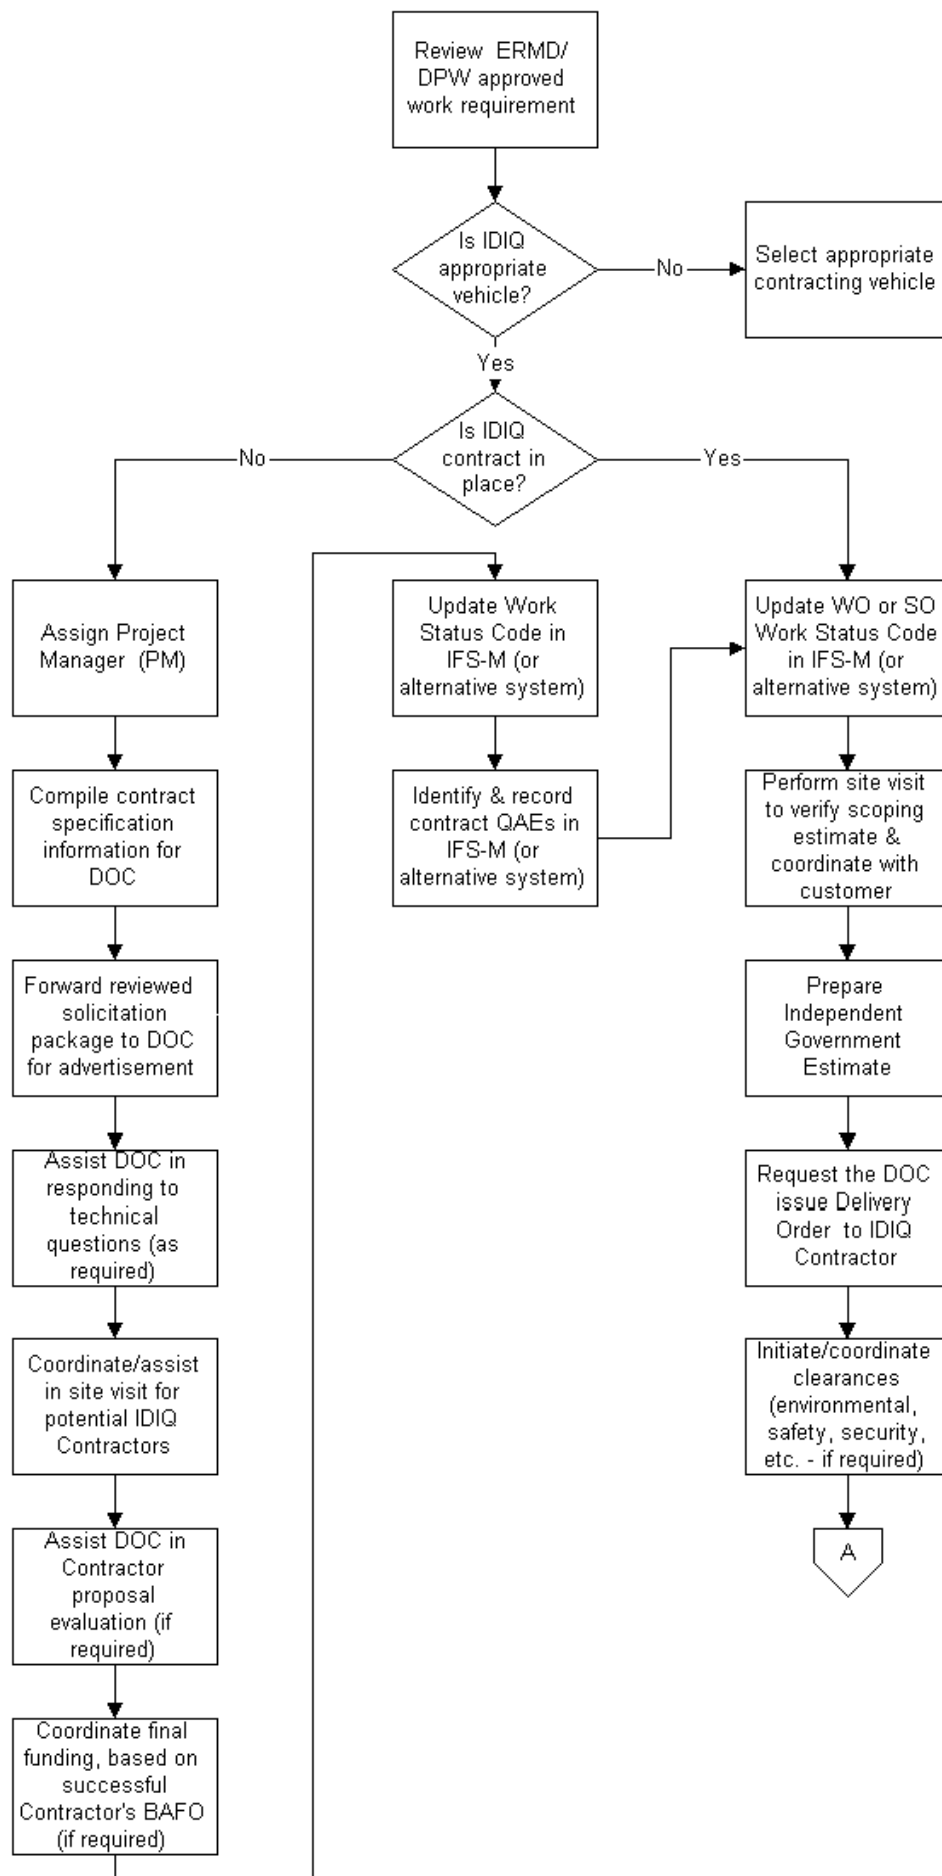 Review ERMD/
DPW approved
work requirement
Is IDIQ
appropriate
vehicle?
No
Select appropriate
contracting vehicle
Yes
Is IDIQ
contract in
place?
No
Yes
Assign Project
Manager (PM)
Compile contract
specification
information for
DOC
Forward reviewed
solicitation
package to DOC
for advertisement
Assist DOC in
responding to
technical
questions (as
required)
Coordinate/assist
in site visit for
potential IDIQ
Contractors
Assist DOC in
Contractor
proposal
evaluation (if
required)
Coordinate final
funding, based on
successful
Contractor's BAFO
(if required)
Update Work
Status Code in
IFS-M (or
alternative system)
Identify & record
contract QAEs in
IFS-M (or
alternative system)
Update WO or SO
Work Status Code
in IFS-M (or
alternative system)
Perform site visit
to verify scoping
estimate &
coordinate with
customer
Prepare
Independent
Government
Estimate
Request the DOC
issue Delivery
Order to IDIQ
Contractor
Initiate/coordinate
clearances
(environmental,
safety, security,
etc. - if required)
A